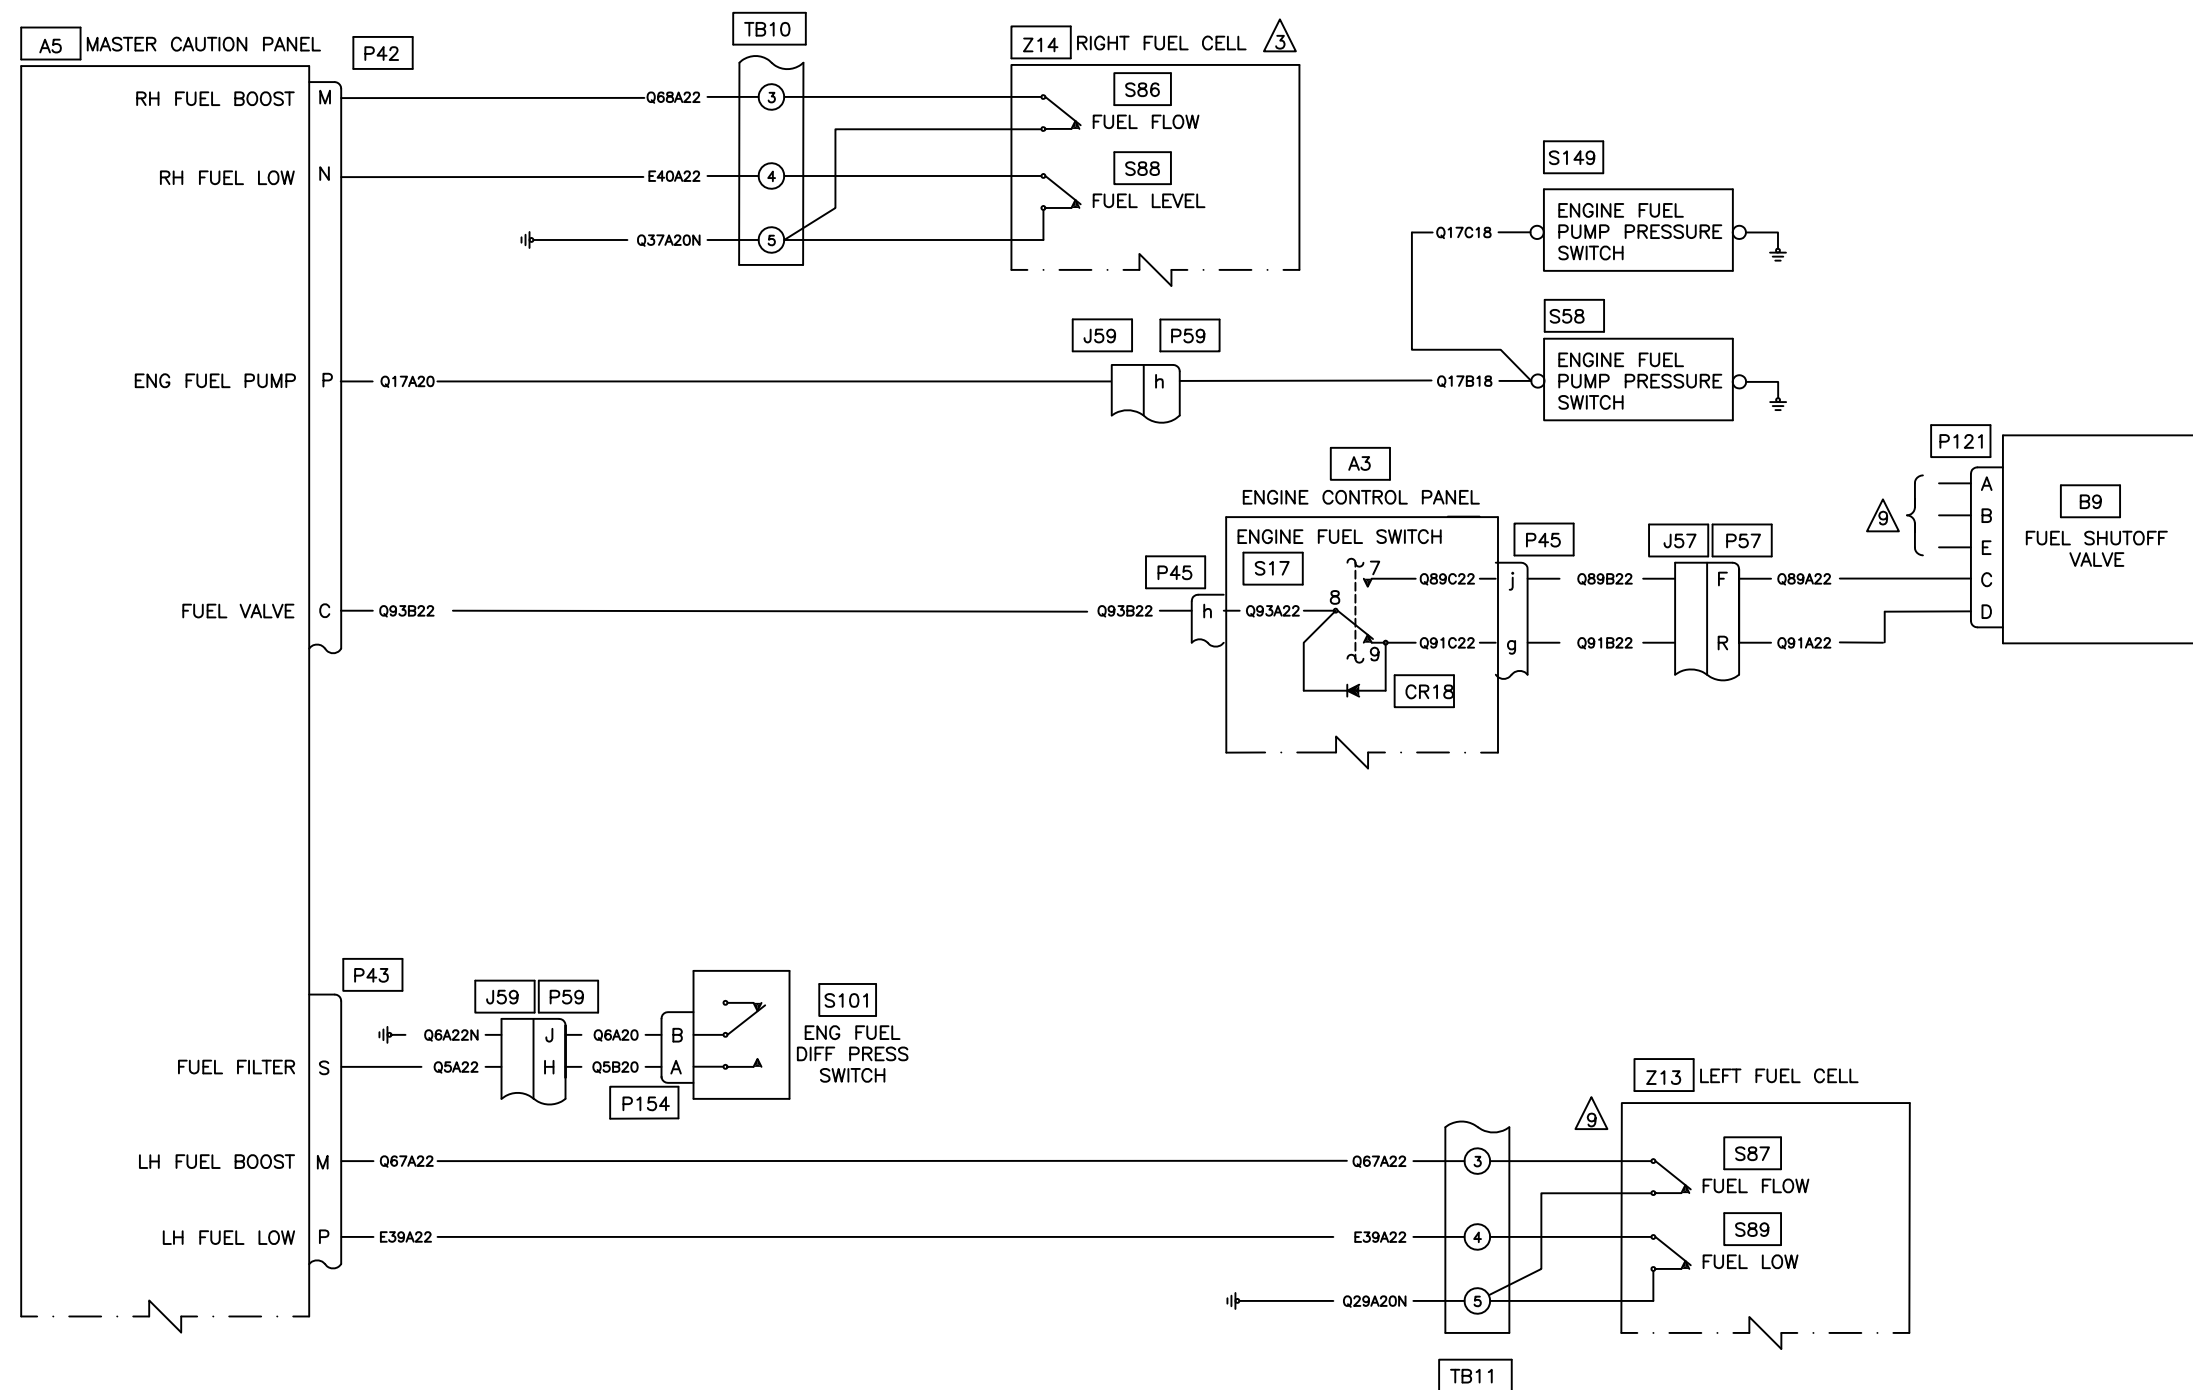 A5 MASTER CAUTION PANEL
P42
TB10
Z14 RIGHT FUEL CELL 3
RH FUEL BOOST M Q68A22 3
S86
FUEL FLOW
RH FUEL LOW N E40A22 4
S88
FUEL LEVEL
Q37A20N 5
S149
Q17C18
ENGINE FUEL
PUMP PRESSURE
SWITCH
S58
J59 P59
ENG FUEL PUMP P Q17A20 h Q17B18
ENGINE FUEL
PUMP PRESSURE
SWITCH
A3
ENGINE CONTROL PANEL
P121
A
B
E
C
D
9
B9
FUEL SHUTOFF
VALVE
ENGINE FUEL SWITCH
P45
J57 P57
P45
S17
7 Q89C22 j Q89B22 F Q89A22
8
FUEL VALVE C Q93B22 Q93B22 h Q93A22
9 Q91C22 g Q91B22 R Q91A22
CR18
P43
J59 P59
S101
ENG FUEL
DIFF PRESS
SWITCH
Q6A22N J Q6A20 B
FUEL FILTER S Q5A22 H Q5B20 A
P154
Z13 LEFT FUEL CELL
9
LH FUEL BOOST M Q67A22 Q67A22 3
S87
FUEL FLOW
LH FUEL LOW P E39A22 E39A22 4
S89
FUEL LOW
Q29A20N 5
TB11